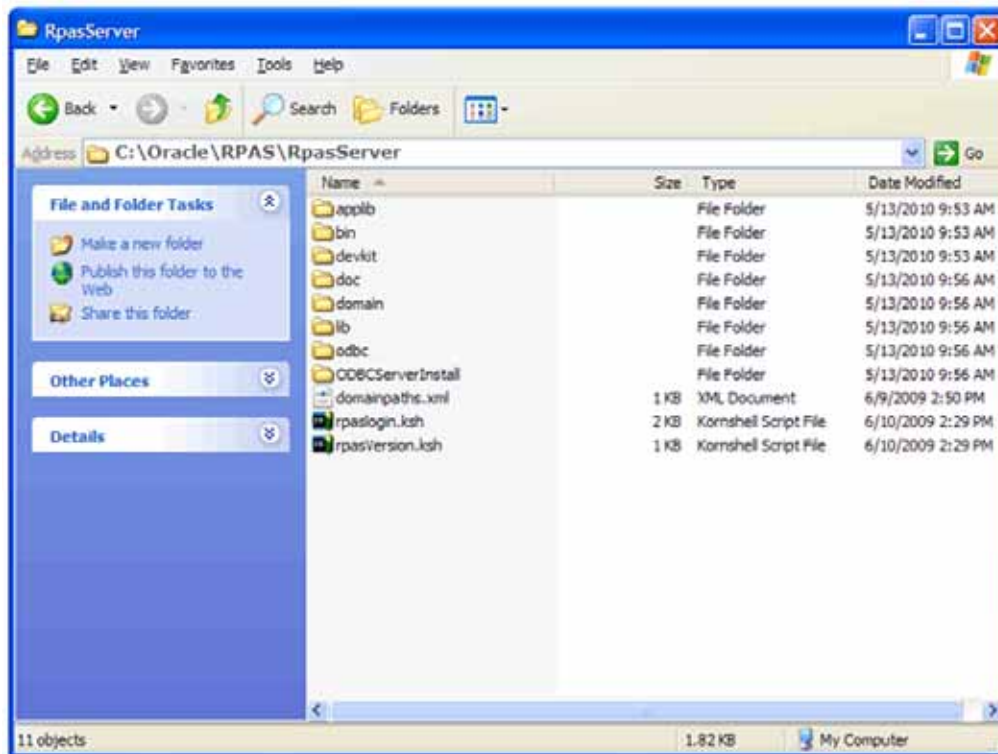 RpasServer
File Edit View Favorites Tools Help
Back Search Folders
Address C:\Oracle\RPAS\RpasServer Go
File and Folder Tasks
Make a new folder
Publish this folder to the
Web
Share this folder
Other Places
Details
Name Size Type Date Modified
applib File Folder 5/13/2010 9:53 AM
bin File Folder 5/13/2010 9:53 AM
devkit File Folder 5/13/2010 9:53 AM
doc File Folder 5/13/2010 9:56 AM
domain File Folder 5/13/2010 9:56 AM
lib File Folder 5/13/2010 9:56 AM
odbc File Folder 5/13/2010 9:56 AM
ODBCServerInstall File Folder 5/13/2010 9:56 AM
domainpaths.xml 1 KB XML Document 6/9/2009 2:50 PM
rpaslogin.ksh 2 KB Kornshell Script File 6/10/2009 2:29 PM
rpasVersion.ksh 1 KB Kornshell Script File 6/10/2009 2:29 PM
11 objects 1.82 KB My Computer